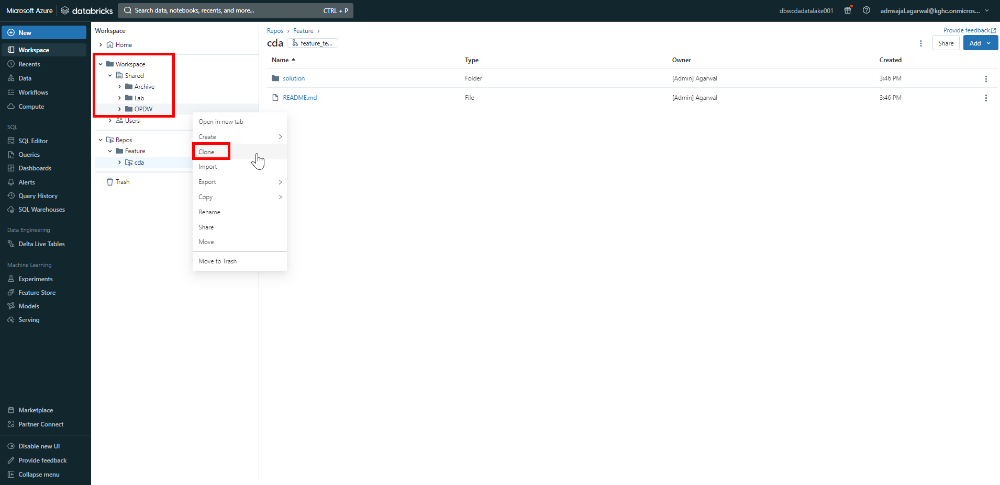 Microsoft Azure databricks Search data, notebooks, recents, and more... CTRL + P dbwcdadatalake001 admsajal.agarwal@kghc.onmicros...
New
Workspace
Recents
Data
Workflows
Compute
SQL
SQL Editor
Queries
Dashboards
Alerts
Query History
SQL Warehouses
Data Engineering
Delta Live Tables
Machine Learning
Experiments
Feature Store
Models
Serving
Marketplace
Partner Connect
Disable new UI
Provide feedback
Collapse menu
Workspace
Home
Workspace
Shared
Archive
Lab
OPDW
Users
Repos
Feature
cda
Trash
Open in new tab
Create
Clone
Import
Export
Copy
Rename
Share
Move
Move to Trash
Repos › Feature ›
Provide feedback
cda feature_te...
Share Add
Name Type Owner Created
solution Folder [Admin] Agarwal 3:46 PM
README.md File [Admin] Agarwal 3:46 PM